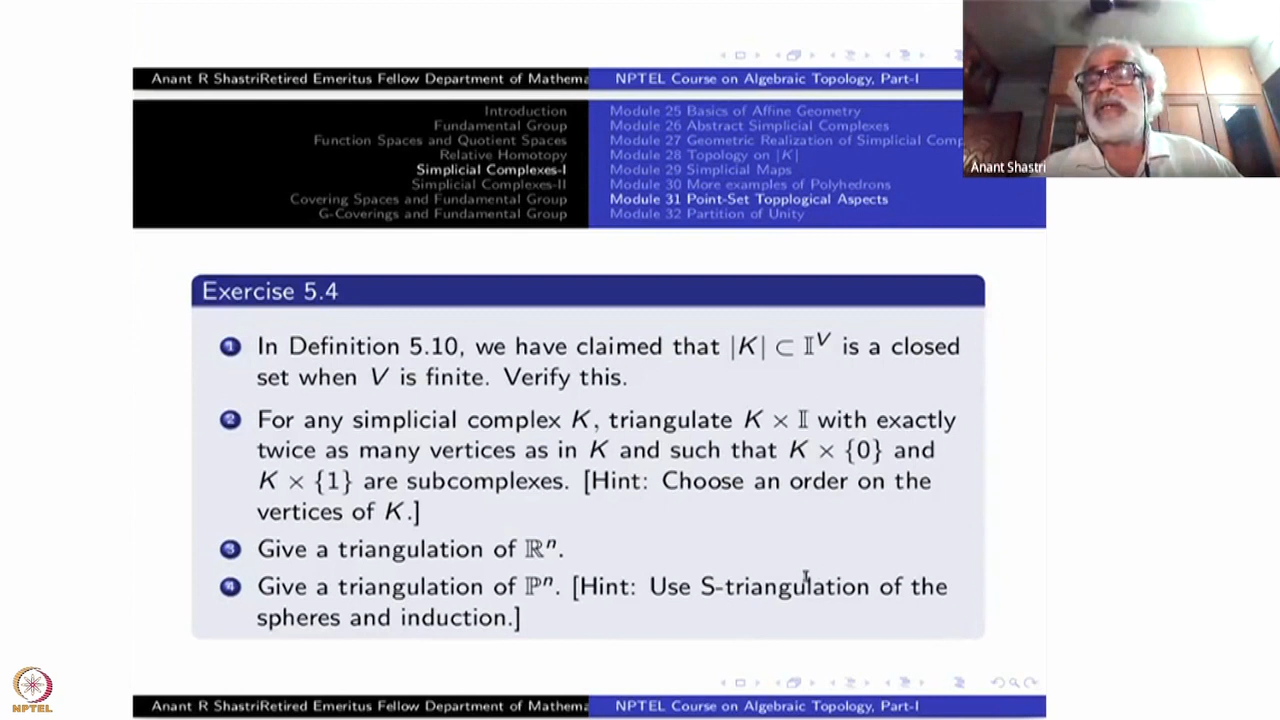 Anant R ShastriRetired Emeritus Fellow Department of Mathema
NPTEL Course on Algebraic Topology, Part-I
Introduction
Fundamental Group
Function Spaces and Quotient Spaces
Relative Homotopy
Simplicial Complexes-I
Simplicial Complexes-II
Covering Spaces and Fundamental Group
G-Coverings and Fundamental Group
Module 25 Basics of Affine Geometry
Module 26 Abstract Simplicial Complexes
Module 27 Geometric Realization of Simplicial Comp
Module 28 Topology on |K|
Module 29 Simplicial Maps
Module 30 More examples of Polyhedrons
Module 31 Point-Set Topplogical Aspects
Module 32 Partition of Unity
Anant Shastri
Exercise 5.4
1 In Definition 5.10, we have claimed that |K| ⊂ 𝕀^V is a closed
set when V is finite. Verify this.
2 For any simplicial complex K, triangulate K × 𝕀 with exactly
twice as many vertices as in K and such that K × {0} and
K × {1} are subcomplexes. [Hint: Choose an order on the
vertices of K.]
3 Give a triangulation of ℝⁿ.
4 Give a triangulation of ℙⁿ. [Hint: Use S-triangulation of the
spheres and induction.]
NPTEL
Anant R ShastriRetired Emeritus Fellow Department of Mathema
NPTEL Course on Algebraic Topology, Part-I